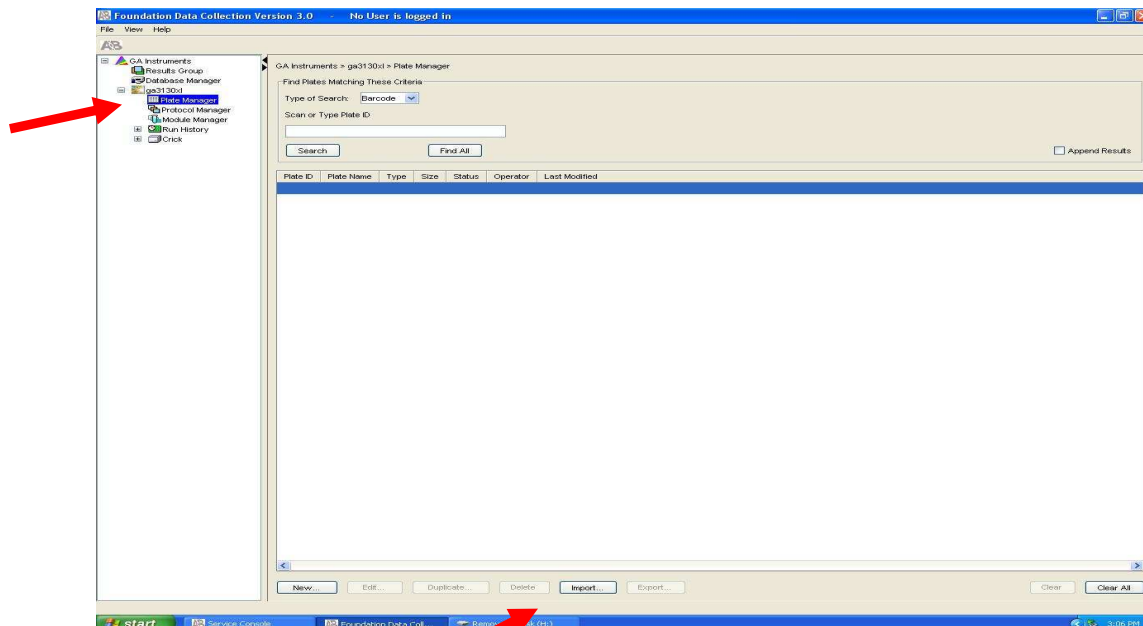 Foundation Data Collection Version 3.0 - No User is logged in
File View Help
AB
GA Instruments
Results Group
Database Manager
ga3130xl
Plate Manager
Protocol Manager
Module Manager
Run History
Crick
GA Instruments > ga3130xl > Plate Manager
Find Plates Matching These Criteria
Type of Search: Barcode
Scan or Type Plate ID
Search Find All Append Results
Plate ID Plate Name Type Size Status Operator Last Modified
New... Edit... Duplicate... Delete Import... Export... Clear Clear All
start Service Console Foundation Data Coll... (H:) 3:06 PM